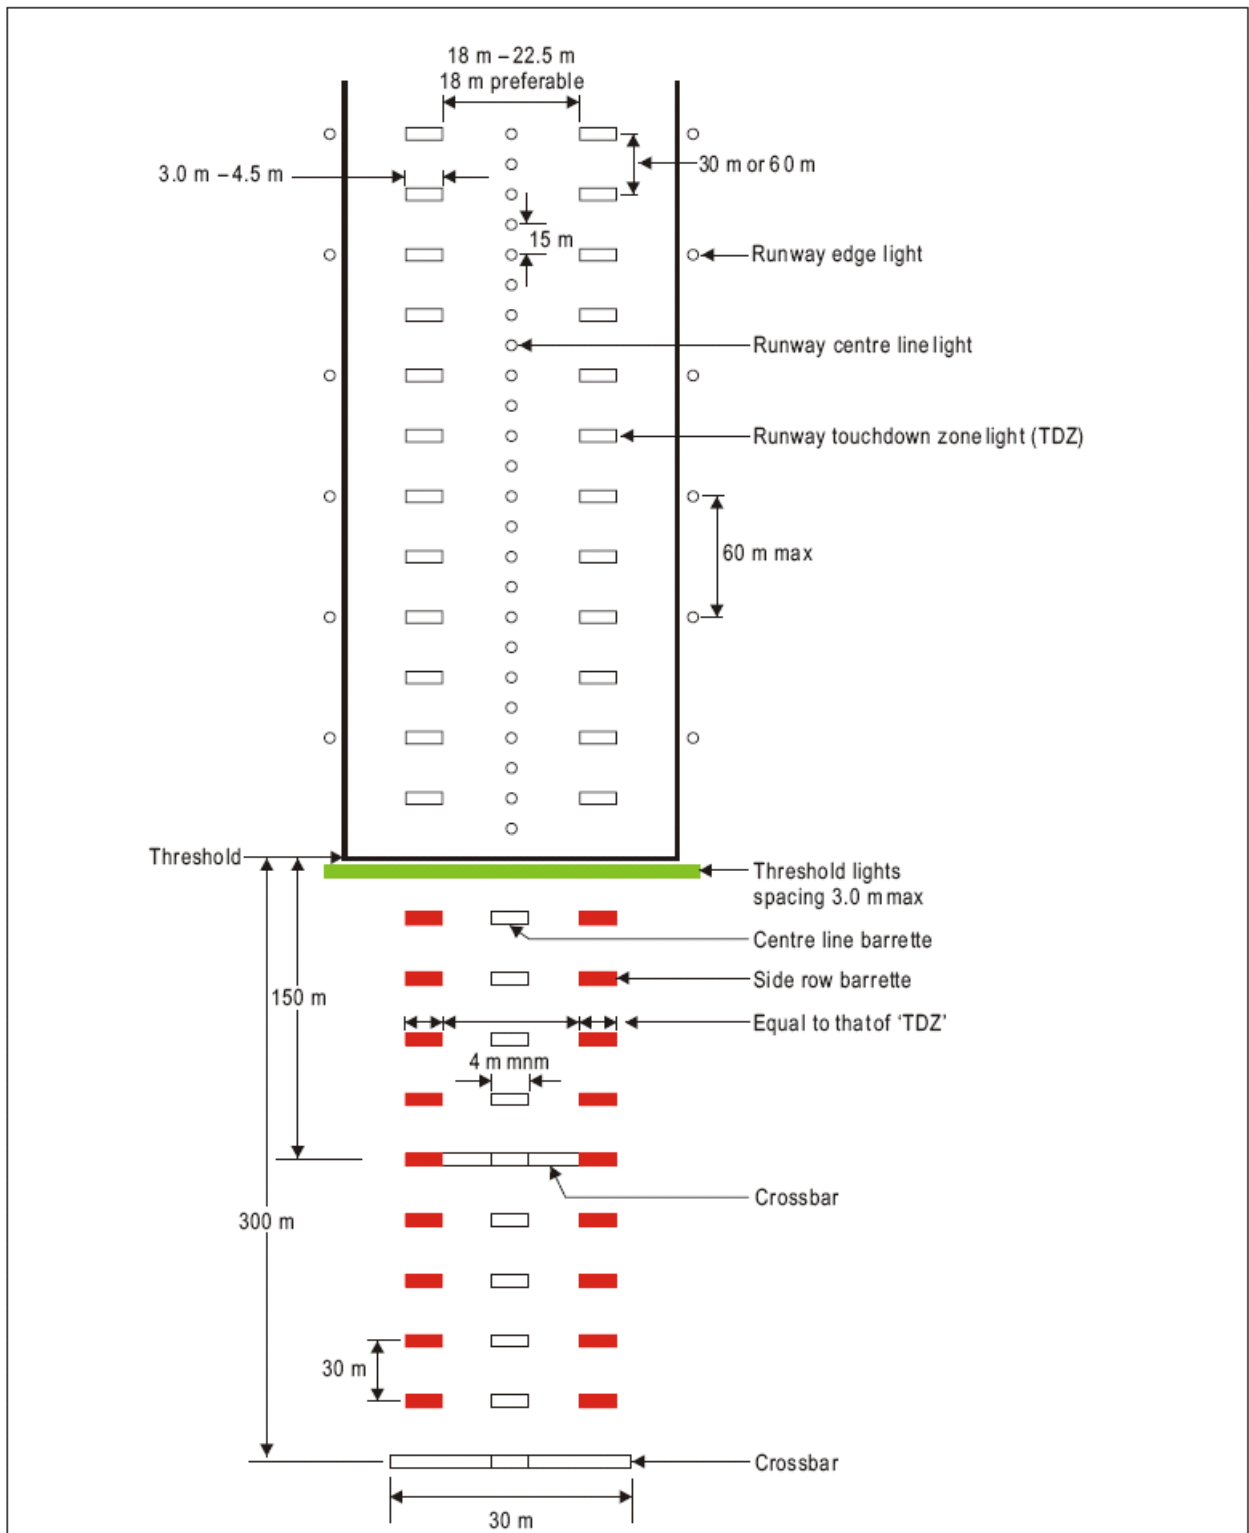 18 m – 22.5 m
18 m preferable
3.0 m – 4.5 m
30 m or 60 m
15 m
Runway edge light
Runway centre line light
Runway touchdown zone light (TDZ)
60 m max
Threshold
Threshold lights
spacing 3.0 m max
Centre line barrette
Side row barrette
150 m
Equal to that of ‘TDZ’
4 m mnm
Crossbar
300 m
30 m
Crossbar
30 m